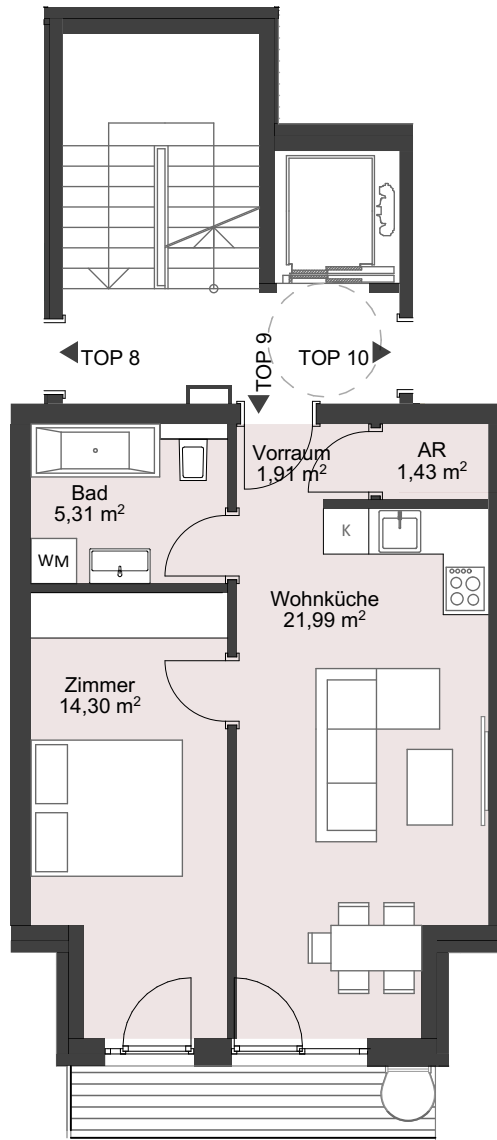 TOP 8
TOP 9
TOP 10
Vorraum
1,91 m²
AR
1,43 m²
Bad
5,31 m²
WM
K
Wohnküche
21,99 m²
Zimmer
14,30 m²